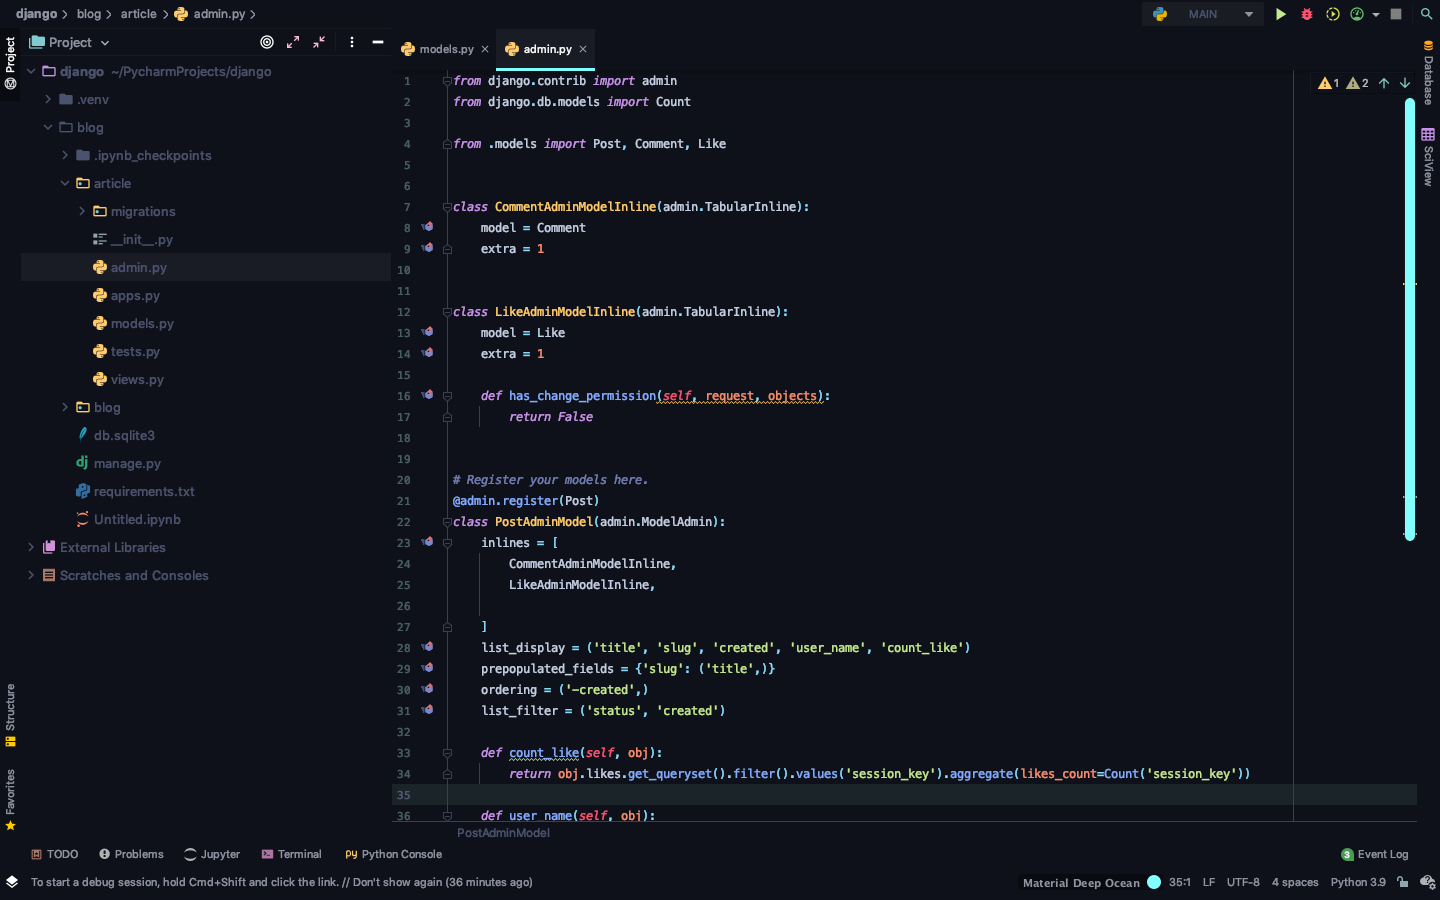 django
blog
article
admin.py
MAIN
Project
Project
models.py
admin.py
django ~/PycharmProjects/django
.venv
blog
.ipynb_checkpoints
article
migrations
__init__.py
admin.py
apps.py
models.py
tests.py
views.py
blog
db.sqlite3
dj manage.py
requirements.txt
Untitled.ipynb
External Libraries
Scratches and Consoles
Structure
Favorites
1 from django.contrib import admin
2 from django.db.models import Count
3
4 from .models import Post, Comment, Like
5
6
7 class CommentAdminModelInline(admin.TabularInline):
8 model = Comment
9 extra = 1
10
11
12 class LikeAdminModelInline(admin.TabularInline):
13 model = Like
14 extra = 1
15
16 def has_change_permission(self, request, objects):
17 return False
18
19
20 # Register your models here.
21 @admin.register(Post)
22 class PostAdminModel(admin.ModelAdmin):
23 inlines = [
24 CommentAdminModelInline,
25 LikeAdminModelInline,
26
27 ]
28 list_display = ('title', 'slug', 'created', 'user_name', 'count_like')
29 prepopulated_fields = {'slug': ('title',)}
30 ordering = ('-created',)
31 list_filter = ('status', 'created')
32
33 def count_like(self, obj):
34 return obj.likes.get_queryset().filter().values('session_key').aggregate(likes_count=Count('session_key'))
35
36 def user_name(self, obj):
1 2
Database
SciView
PostAdminModel
TODO
Problems
Jupyter
Terminal
Python Console
3 Event Log
To start a debug session, hold Cmd+Shift and click the link. // Don't show again (36 minutes ago)
Material Deep Ocean
35:1
LF
UTF-8
4 spaces
Python 3.9